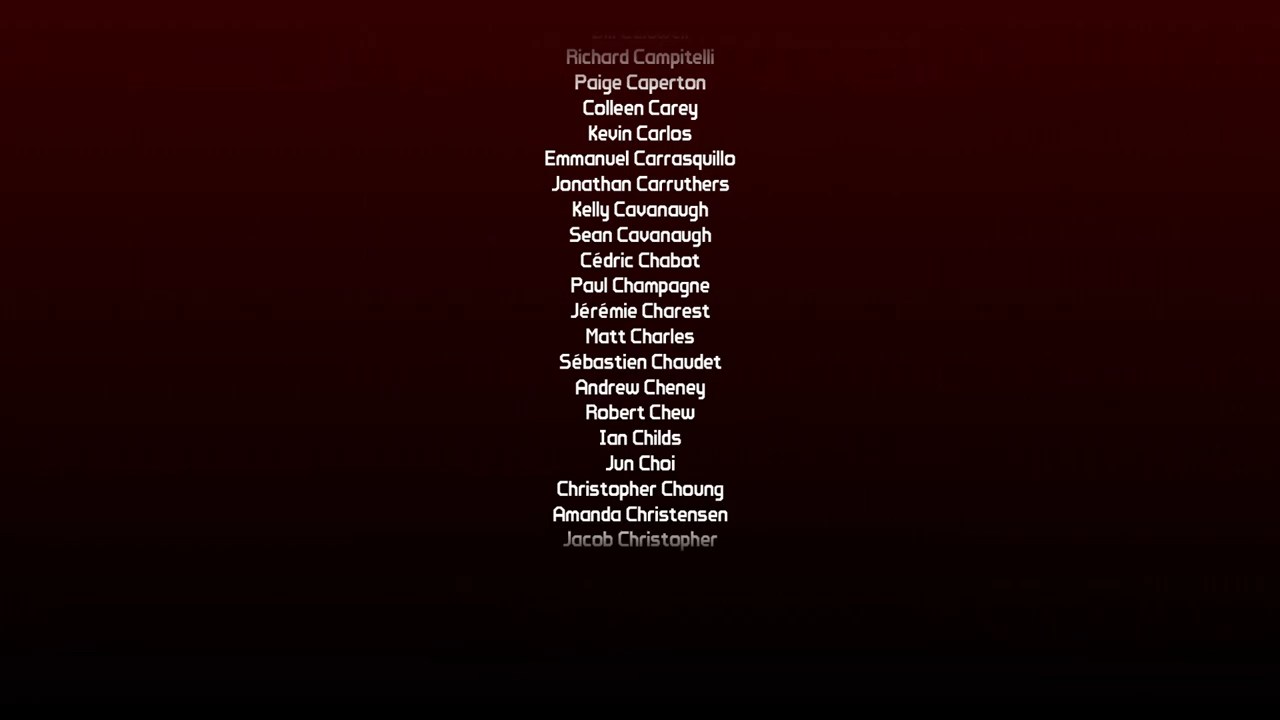 Richard Campitelli
Paige Caperton
Colleen Carey
Kevin Carlos
Emmanuel Carrasquillo
Jonathan Carruthers
Kelly Cavanaugh
Sean Cavanaugh
Cédric Chabot
Paul Champagne
Jérémie Charest
Matt Charles
Sébastien Chaudet
Andrew Cheney
Robert Chew
Ian Childs
Jun Choi
Christopher Choung
Amanda Christensen
Jacob Christopher